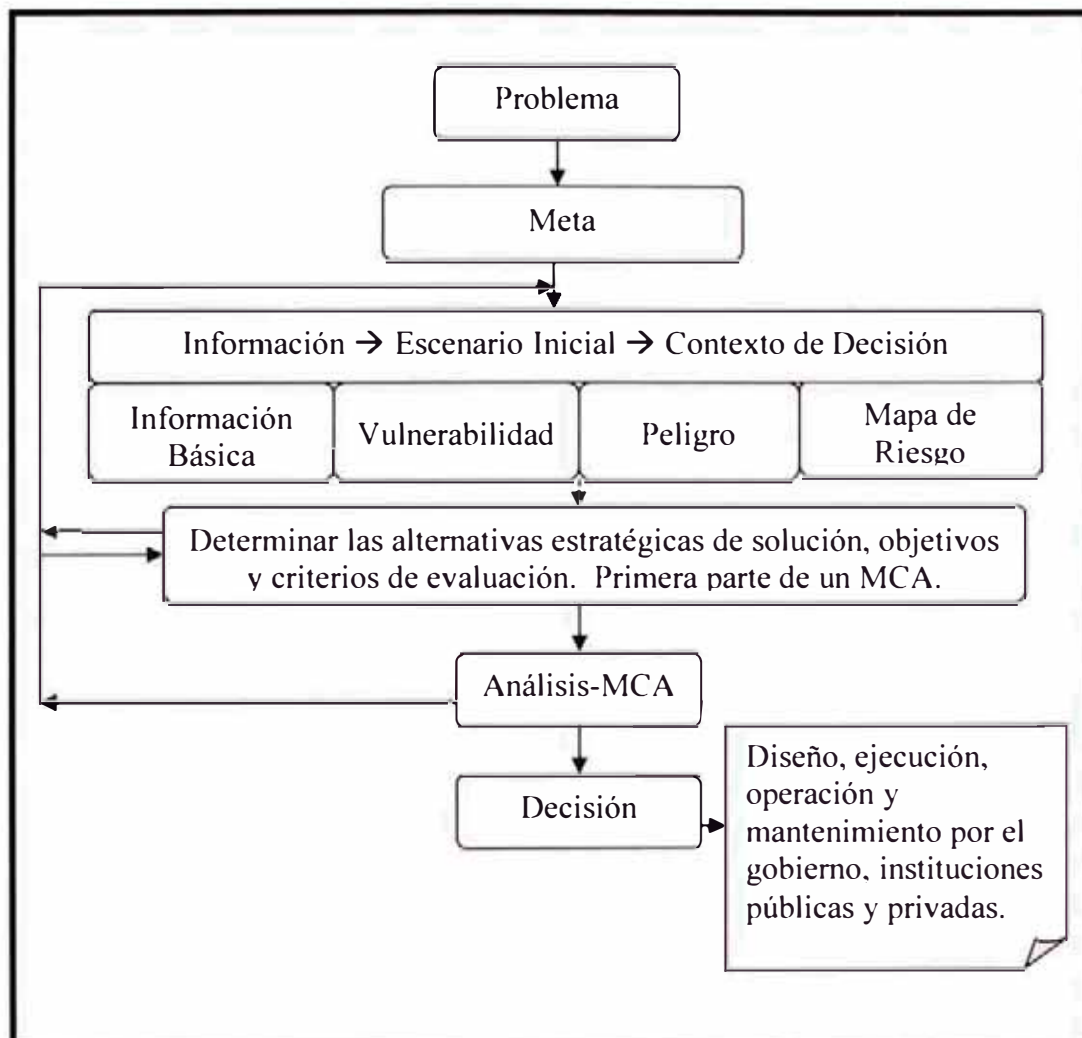 Problema
Meta
Información → Escenario Inicial → Contexto de Decisión
Información
Básica
Vulnerabilidad
Peligro
Mapa de
Riesgo
Determinar las alternativas estratégicas de solución, objetivos
y criterios de evaluación. Primera parte de un MCA.
Análisis-MCA
Decisión
Diseño, ejecución,
operación y
mantenimiento por el
gobierno, instituciones
públicas y privadas.